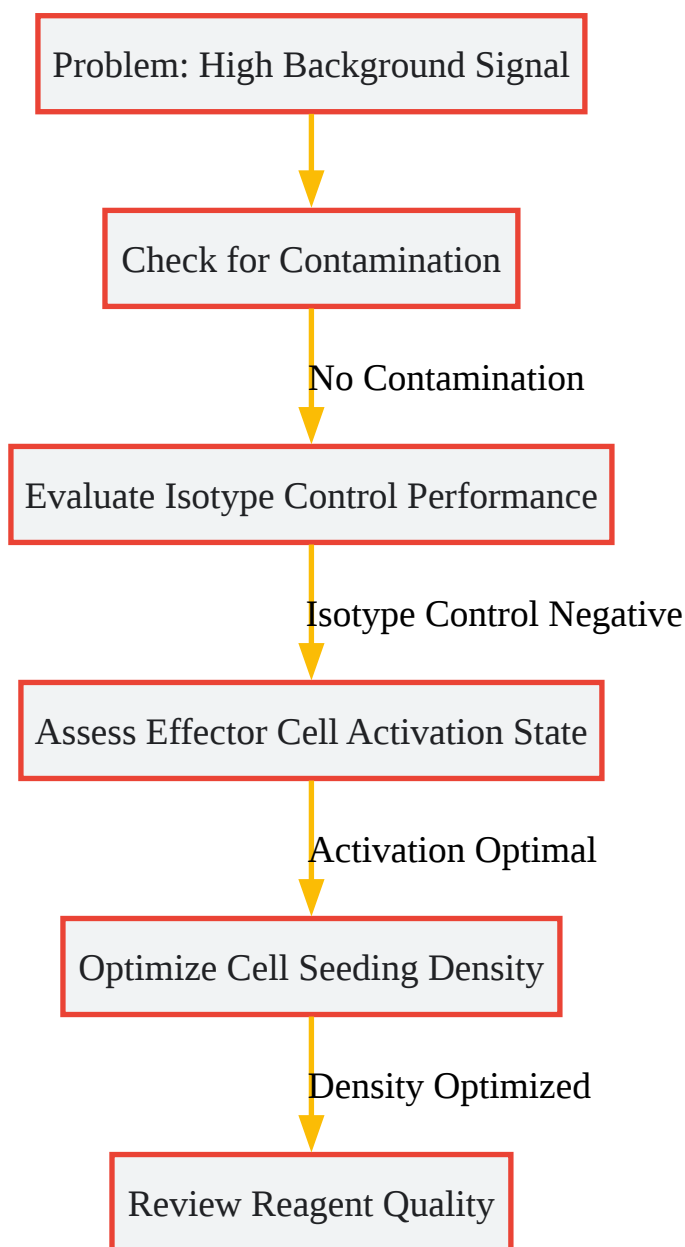 Problem: High Background Signal
Check for Contamination
No Contamination
Evaluate Isotype Control Performance
Isotype Control Negative
Assess Effector Cell Activation State
Activation Optimal
Optimize Cell Seeding Density
Density Optimized
Review Reagent Quality